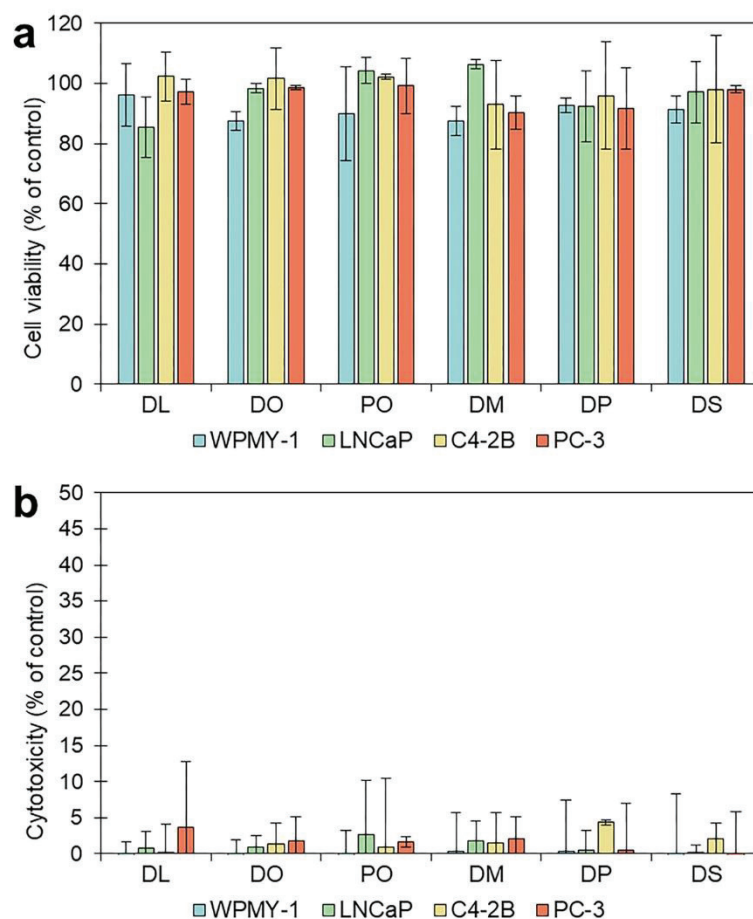 a
Cell viability (% of control)
120
100
80
60
40
20
0
DL DO PO DM DP DS
WPMY-1 LNCaP C4-2B PC-3
b
Cytotoxicity (% of control)
50
45
40
35
30
25
20
15
10
5
0
DL DO PO DM DP DS
WPMY-1 LNCaP C4-2B PC-3